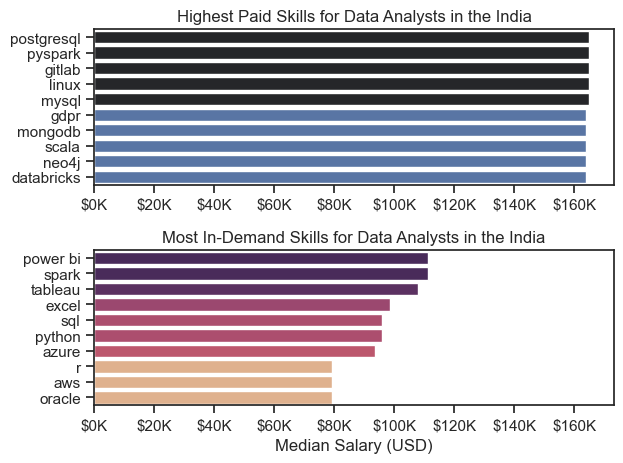 Highest Paid Skills for Data Analysts in the India
postgresql
pyspark
gitlab
linux
mysql
gdpr
mongodb
scala
neo4j
databricks
$0K $20K $40K $60K $80K $100K $120K $140K $160K
Most In-Demand Skills for Data Analysts in the India
power bi
spark
tableau
excel
sql
python
azure
r
aws
oracle
$0K $20K $40K $60K $80K $100K $120K $140K $160K
Median Salary (USD)